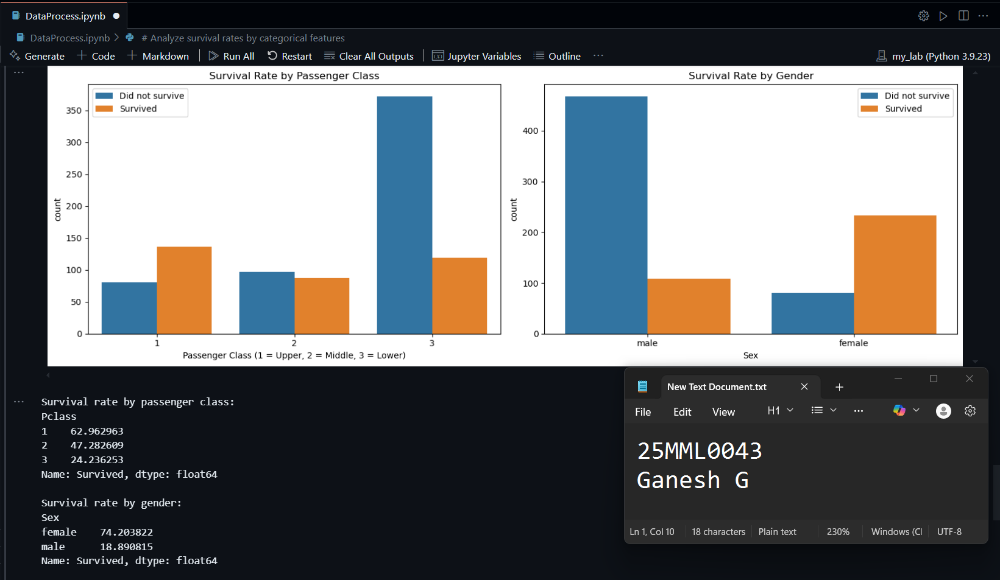 DataProcess.ipynb
DataProcess.ipynb > # Analyze survival rates by categorical features
Generate + Code + Markdown Run All Restart Clear All Outputs Jupyter Variables Outline ... my_lab (Python 3.9.23)
Survival Rate by Passenger Class
Did not survive
Survived
350
300
250
200
150
100
50
0
count
1 2 3
Passenger Class (1 = Upper, 2 = Middle, 3 = Lower)
Survival Rate by Gender
Did not survive
Survived
400
300
200
100
0
count
male female
Sex
Survival rate by passenger class:
Pclass
1 62.962963
2 47.282609
3 24.236253
Name: Survived, dtype: float64
Survival rate by gender:
Sex
female 74.203822
male 18.890815
Name: Survived, dtype: float64
New Text Document.txt
File Edit View H1
25MML0043
Ganesh G
Ln 1, Col 10 18 characters Plain text 230% Windows (Cl UTF-8